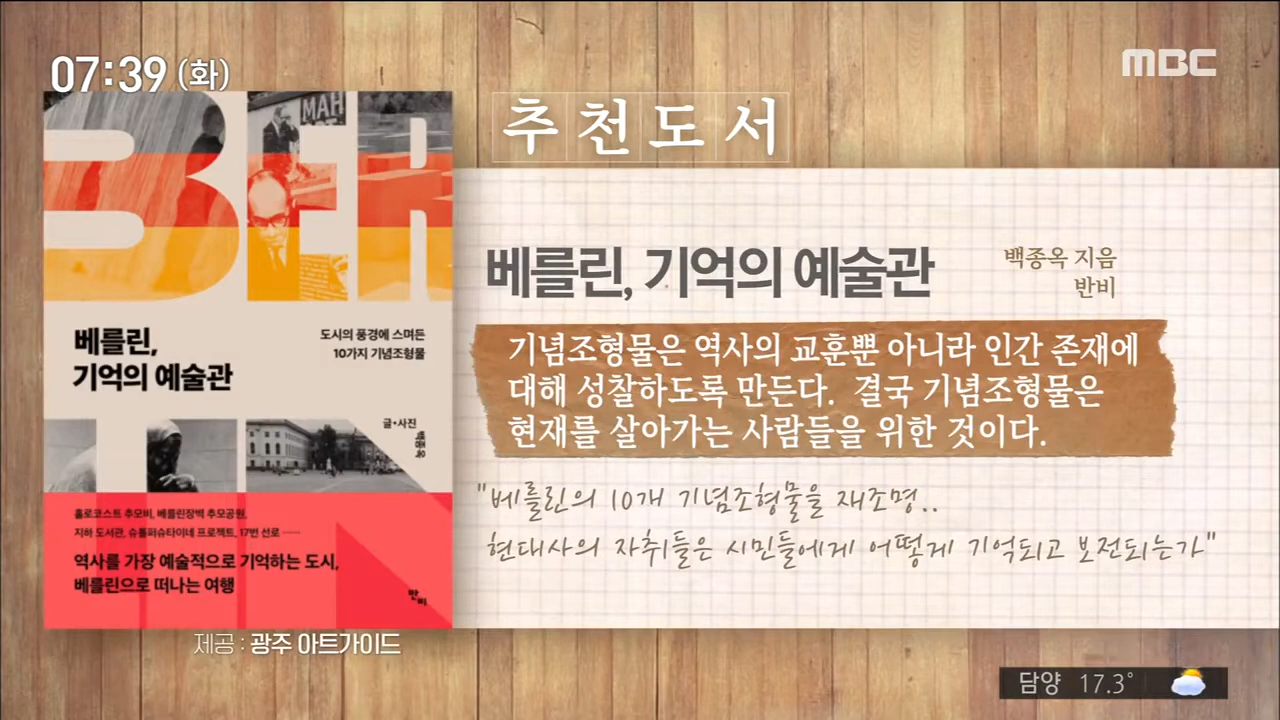 07:39 (화)
MBC
추천도서
BER
MAH
베를린,
기억의 예술관
도시의 풍경에 스며든
10가지 기념조형물
글+사진
백종옥
홀로코스트 추모비, 베를린장벽 추모공원,
지하 도서관, 슈톨퍼슈타이네 프로젝트, 17번 선로 ……
역사를 가장 예술적으로 기억하는 도시,
베를린으로 떠나는 여행
반비
베를린, 기억의 예술관
백종옥 지음
반비
기념조형물은 역사의 교훈뿐 아니라 인간 존재에
대해 성찰하도록 만든다. 결국 기념조형물은
현재를 살아가는 사람들을 위한 것이다.
"베를린의 10개 기념조형물을 재조명..
현대사의 자취들은 시민들에게 어떻게 기억되고 보전되는가"
제공 : 광주 아트가이드
담양 17.3°